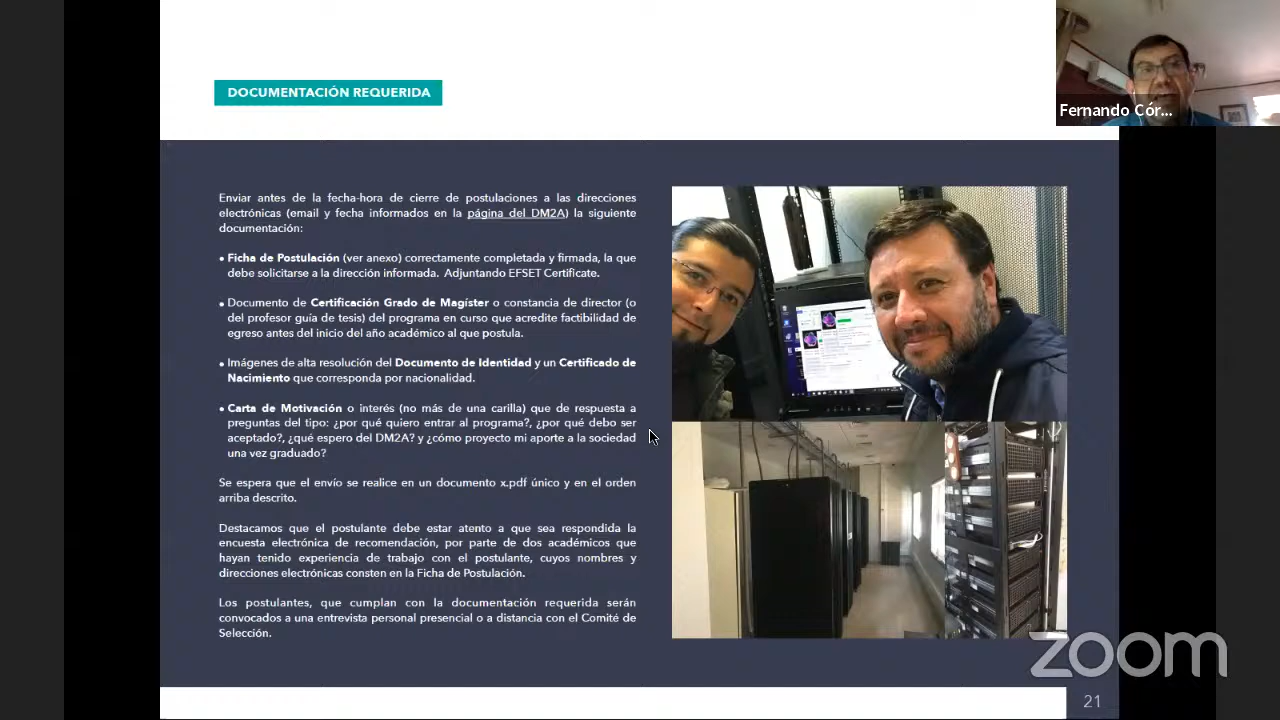 DOCUMENTACIÓN REQUERIDA
Fernando Cór...
Enviar antes de la fecha-hora de cierre de postulaciones a las direcciones
electrónicas (email y fecha informados en la página del DM2A) la siguiente
documentación:
• Ficha de Postulación (ver anexo) correctamente completada y firmada, la que
debe solicitarse a la dirección informada. Adjuntando EFSET Certificate.
• Documento de Certificación Grado de Magíster o constancia de director (o
del profesor guía de tesis) del programa en curso que acredite factibilidad de
egreso antes del inicio del año académico al que postula.
• Imágenes de alta resolución del Documento de Identidad y un Certificado de
Nacimiento que corresponda por nacionalidad.
• Carta de Motivación o interés (no más de una carilla) que de respuesta a
preguntas del tipo: ¿por qué quiero entrar al programa?, ¿por qué debo ser
aceptado?, ¿qué espero del DM2A? y ¿cómo proyecto mi aporte a la sociedad
una vez graduado?
Se espera que el envío se realice en un documento x.pdf único y en el orden
arriba descrito.
Destacamos que el postulante debe estar atento a que sea respondida la
encuesta electrónica de recomendación, por parte de dos académicos que
hayan tenido experiencia de trabajo con el postulante, cuyos nombres y
direcciones electrónicas consten en la Ficha de Postulación.
Los postulantes, que cumplan con la documentación requerida serán
convocados a una entrevista personal presencial o a distancia con el Comité de
Selección.
zoom
21